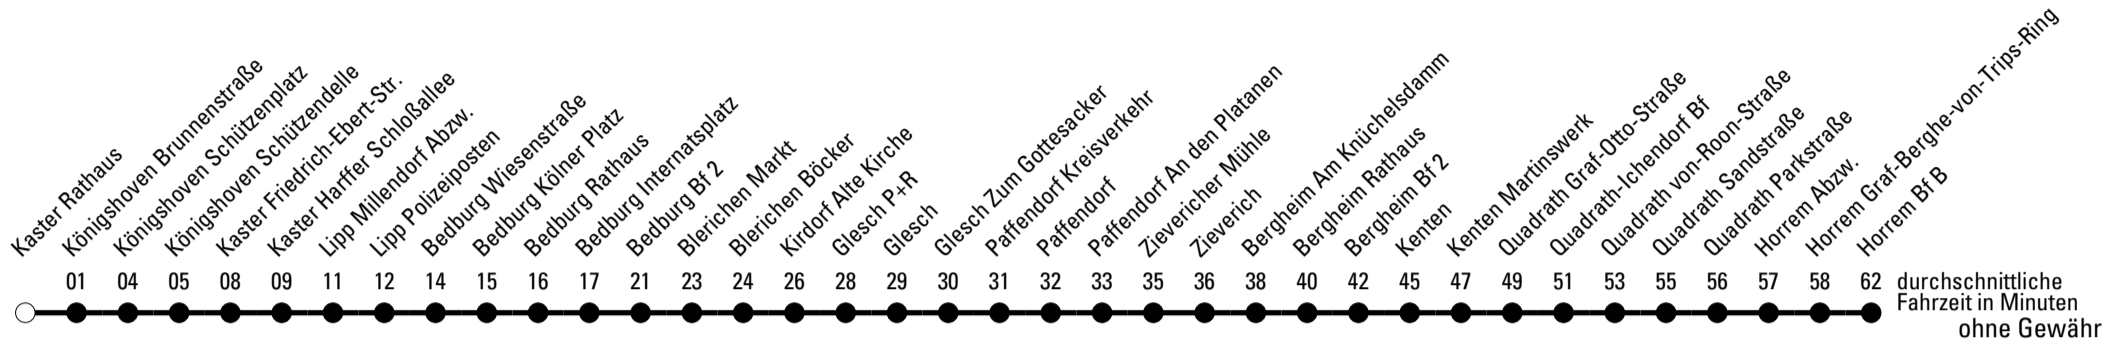 Kaster Rathaus
Königshoven Brunnenstraße
Königshoven Schützenplatz
Königshoven Schützendelle
Kaster Friedrich-Ebert-Str.
Kaster Harffer Schloßallee
Lipp Millendorf Abzw.
Lipp Polizeiposten
Bedburg Wiesenstraße
Bedburg Kölner Platz
Bedburg Rathaus
Bedburg Internatsplatz
Bedburg Bf 2
Blerichen Markt
Blerichen Böcker
Kirdorf Alte Kirche
Glesch P+R
Glesch
Glesch Zum Gottesacker
Paffendorf Kreisverkehr
Paffendorf
Paffendorf An den Platanen
Zievericher Mühle
Zieverich
Bergheim Am Knüchelsdamm
Bergheim Rathaus
Bergheim Bf 2
Kenten
Kenten Martinswerk
Quadrath Graf-Otto-Straße
Quadrath-Ichendorf Bf
Quadrath von-Roon-Straße
Quadrath Sandstraße
Quadrath Parkstraße
Horrem Abzw.
Horrem Graf-Berghe-von-Trips-Ring
Horrem Bf B
01 04 05 08 09 11 12 14 15 16 17 21 23 24 26 28 29 30 31 32 33 35 36 38 40 42 45 47 49 51 53 55 56 57 58 62 durchschnittliche
Fahrzeit in Minuten
ohne Gewähr